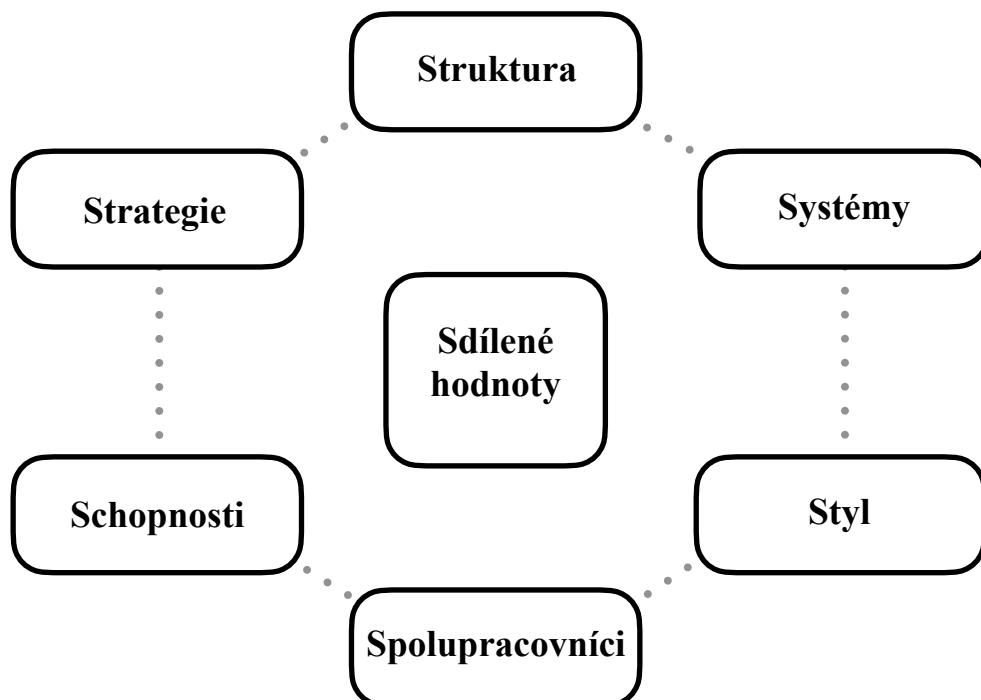 Struktura
Strategie
Systémy
Sdílené
hodnoty
Schopnosti
Styl
Spolupracovníci